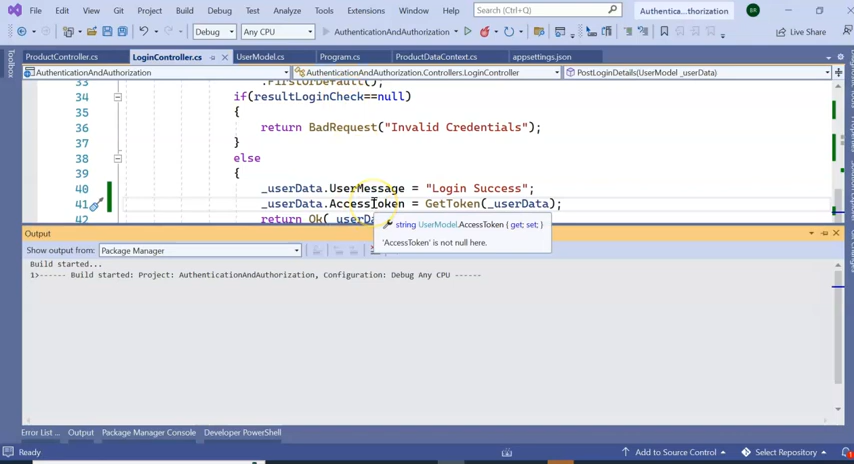 File Edit View Git Project Build Debug Test Analyze Tools Extensions Window Help Search (Ctrl+Q) Authentica...thorization BR
Debug Any CPU AuthenticationAndAuthorization Live Share
Toolbox
ProductController.cs LoginController.cs UserModel.cs Program.cs ProductDataContext.cs appsettings.json
AuthenticationAndAuthorization AuthenticationAndAuthorization.Controllers.LoginController PostLoginDetails(UserModel _userData)
33 .FirstOrDefault();
34 if(resultLoginCheck==null)
35 {
36 return BadRequest("Invalid Credentials");
37 }
38 else
39 {
40 _userData.UserMessage = "Login Success";
41 _userData.AccessToken = GetToken(_userData);
42 return Ok(_userDa
string UserModel.AccessToken { get; set; }
'AccessToken' is not null here.
Output
Show output from: Package Manager
Build started...
1>------ Build started: Project: AuthenticationAndAuthorization, Configuration: Debug Any CPU ------
Error List ... Output Package Manager Console Developer PowerShell
Ready Add to Source Control Select Repository 1